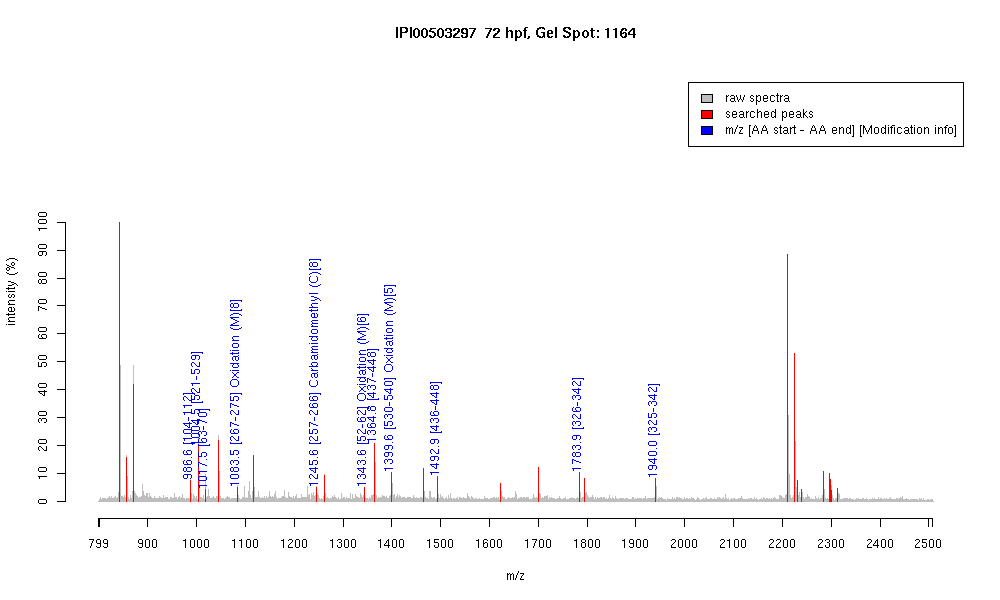 IPI00503297 72 hpf, Gel Spot: 1164
raw spectra
searched peaks
m/z [AA start - AA end] [Modification info]
intensity (%)
100
90
80
70
60
50
40
30
20
10
0
986.6 [104-112]
1004.5 [521-529]
1017.5 [63-70]
1083.5 [267-275] Oxidation (M)[8]
1245.6 [257-266] Carbamidomethyl (C)[8]
1343.6 [52-62] Oxidation (M)[6]
1364.8 [437-448]
1399.6 [530-540] Oxidation (M)[5]
1492.9 [436-448]
1783.9 [326-342]
1940.0 [325-342]
799 900 1000 1100 1200 1300 1400 1500 1600 1700 1800 1900 2000 2100 2200 2300 2400 2500
m/z